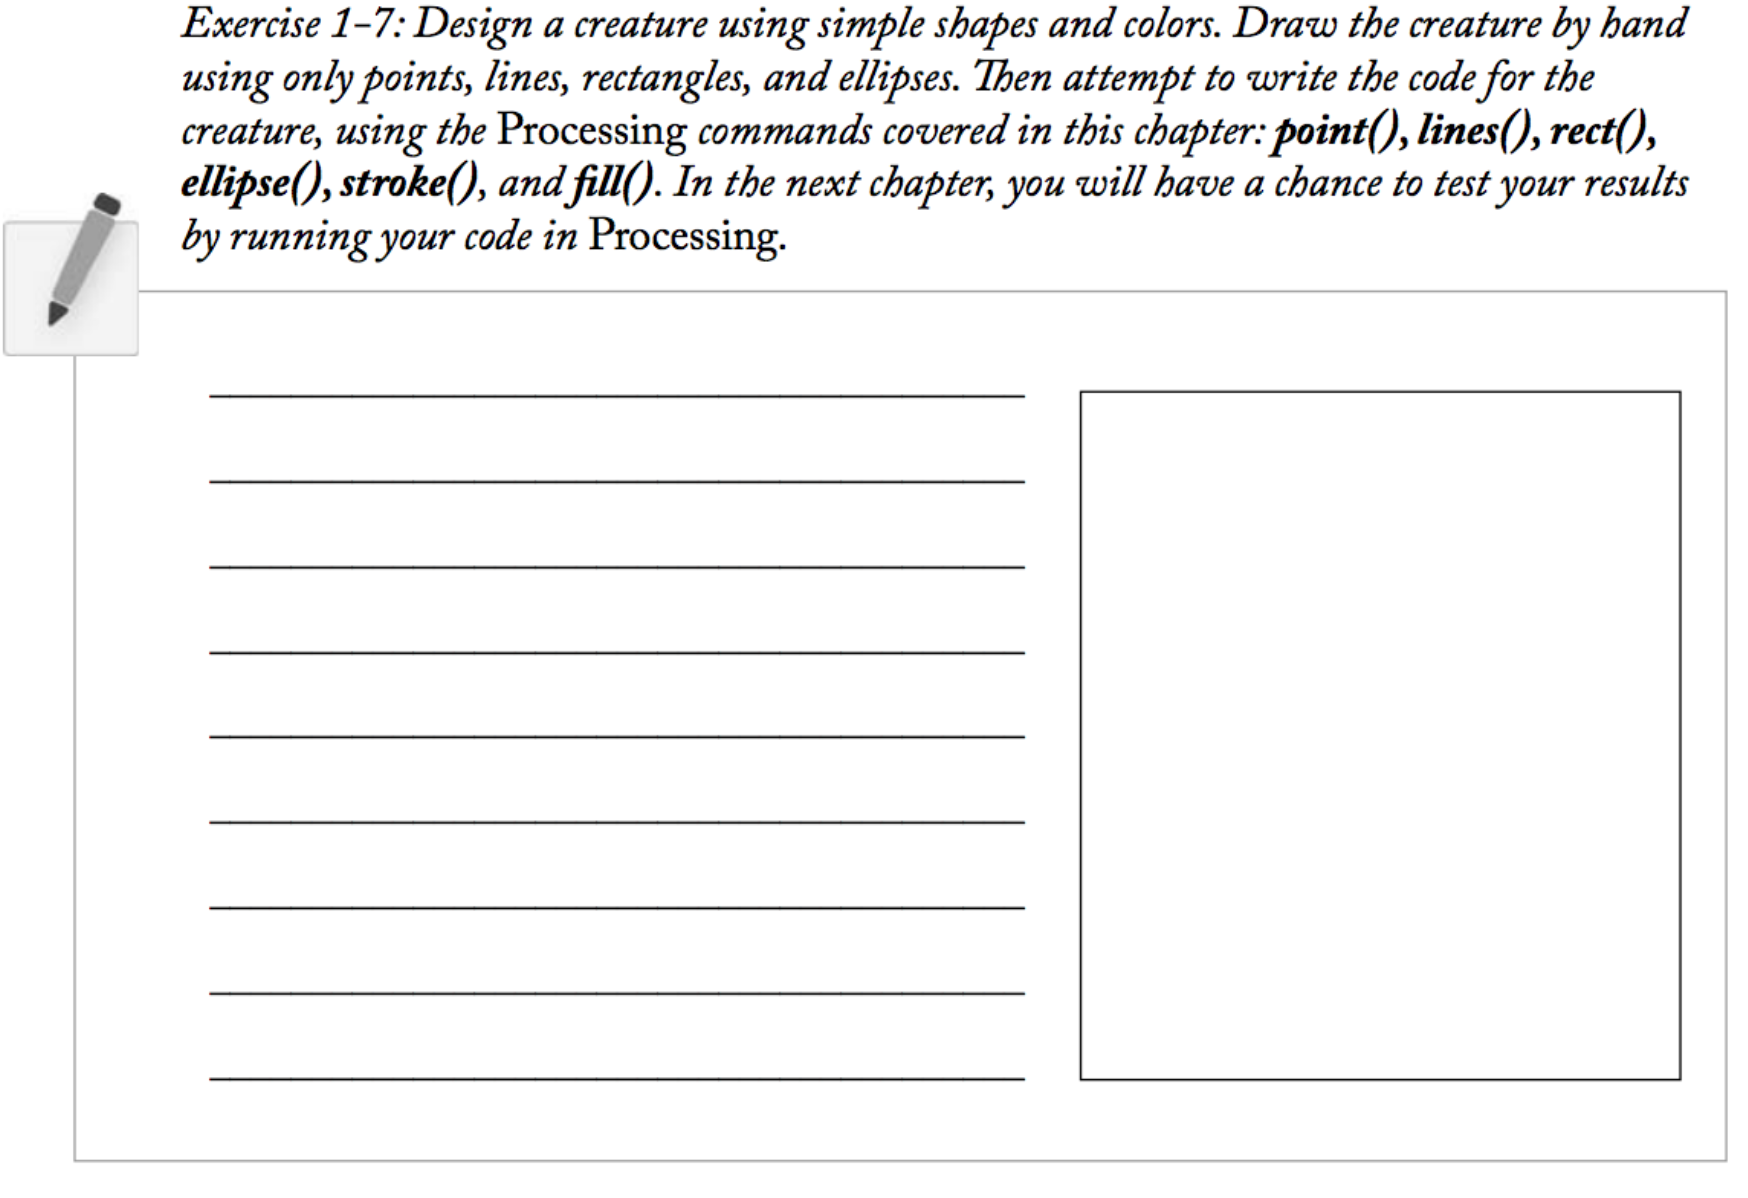 Exercise 1–7: Design a creature using simple shapes and colors. Draw the creature by hand
using only points, lines, rectangles, and ellipses. Then attempt to write the code for the
creature, using the Processing commands covered in this chapter: point(), lines(), rect(),
ellipse(), stroke(), and fill(). In the next chapter, you will have a chance to test your results
by running your code in Processing.